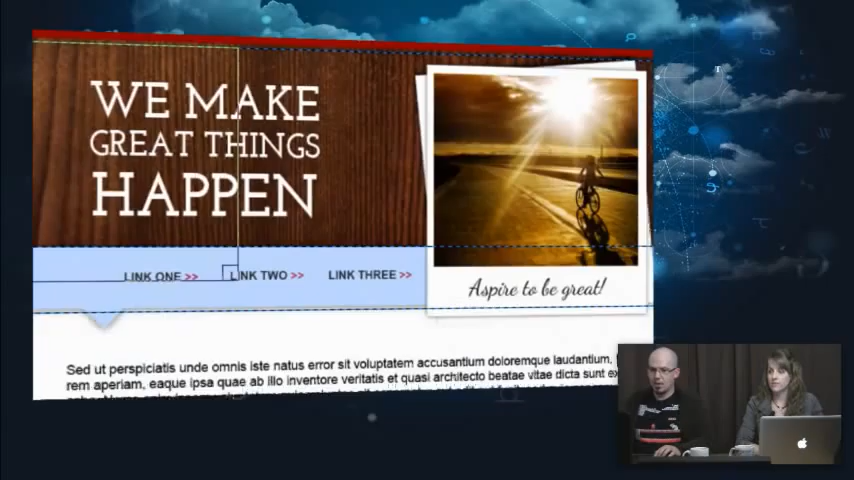 WE MAKE
GREAT THINGS
HAPPEN
Aspire to be great!
LINK ONE >> LINK TWO >> LINK THREE >>
Sed ut perspiciatis unde omnis iste natus error sit voluptatem accusantium doloremque laudantium,
rem aperiam, eaque ipsa quae ab illo inventore veritatis et quasi architecto beatae vitae dicta sunt